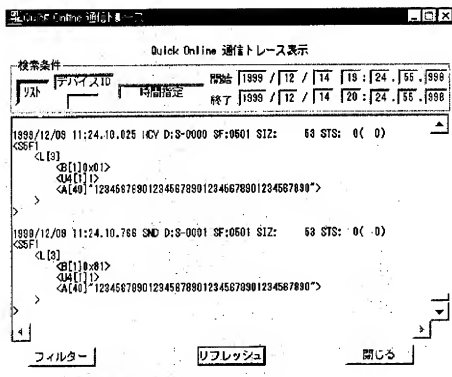 Quick Online 通信トレース
Quick Online 通信トレース表示
検索条件
リスト デバイスID 時間指定
開始 1999 / 12 / 14 19 : 24 . 55 . 998
終了 1999 / 12 / 14 20 : 24 . 55 . 998
1999/12/09 11:24.10.025 RCV D:S-0000 SF:0501 SIZ: 53 STS: 0( 0)
<S5F1
<L[3]
<B[1]0x01>
<U4[1]1>
<A[40]"1234567890123456789012345678901234567890">
>
>
1999/12/09 11:24.10.766 SND D:S-0001 SF:0501 SIZ: 53 STS: 0( 0)
<S5F1
<L[3]
<B[1]0x81>
<U4[1]1>
<A[40]"1234567890123456789012345678901234567890">
>
>
フィルター リフレッシュ 閉じる